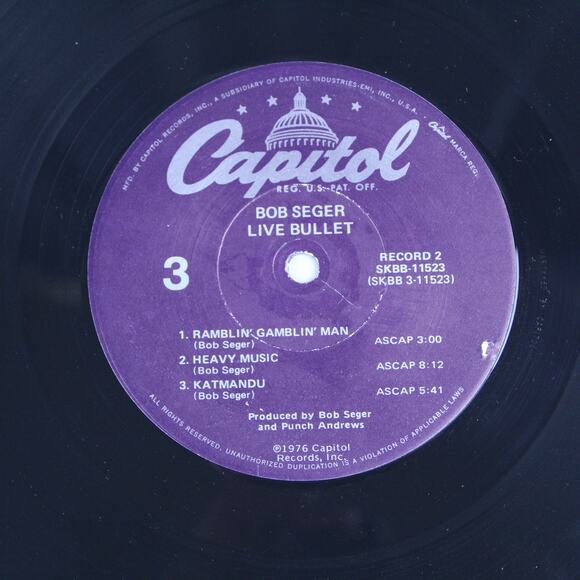 MFD. BY CAPITOL RECORDS, INC., A SUBSIDIARY OF CAPITOL INDUSTRIES-EMI, INC., U.S.A.
Capitol MARCA REG.
Capitol
REG. U.S. PAT. OFF.
BOB SEGER
LIVE BULLET
3
RECORD 2
SKBB-11523
(SKBB 3-11523)
1. RAMBLIN' GAMBLIN' MAN ASCAP 3:00
(Bob Seger)
2. HEAVY MUSIC ASCAP 8:12
(Bob Seger)
3. KATMANDU ASCAP 5:41
(Bob Seger)
Produced by Bob Seger
and Punch Andrews
℗1976 Capitol
Records, Inc.
ALL RIGHTS RESERVED. UNAUTHORIZED DUPLICATION IS A VIOLATION OF APPLICABLE LAWS